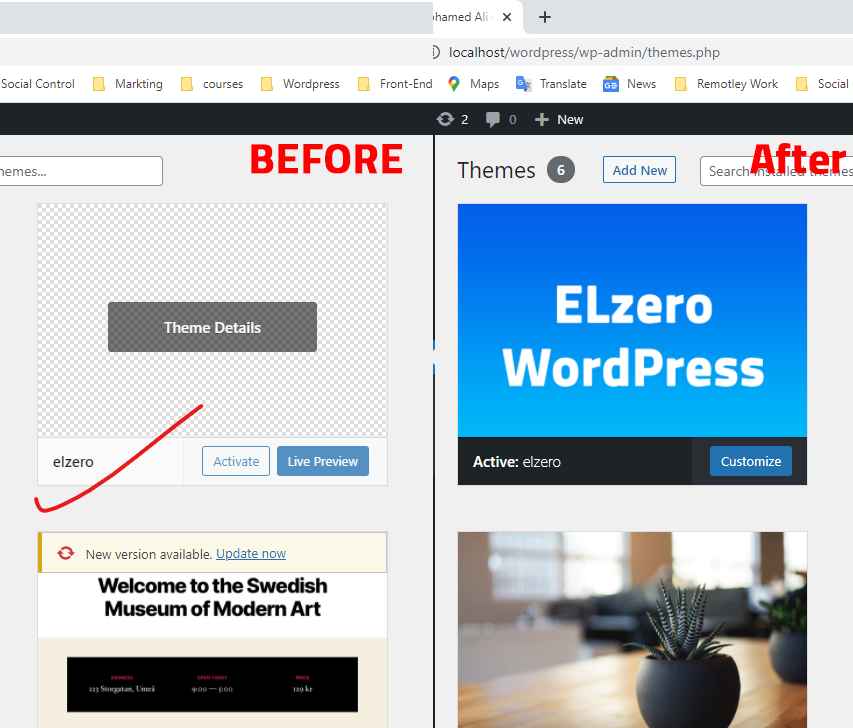 ohamed Ali
localhost/wordpress/wp-admin/themes.php
Social Control
Markting
courses
Wordpress
Front-End
Maps
Translate
News
Remotley Work
Social
2
0
New
BEFORE
hemes...
Theme Details
elzero
Activate
Live Preview
New version available. Update now
Welcome to the Swedish
Museum of Modern Art
ADDRESS
OPEN TODAY
PRICE
123 Storgatan, Umeå
9:00 — 5:00
129 kr
After
Themes 6
Add New
Search installed themes
ELzero
WordPress
Active: elzero
Customize